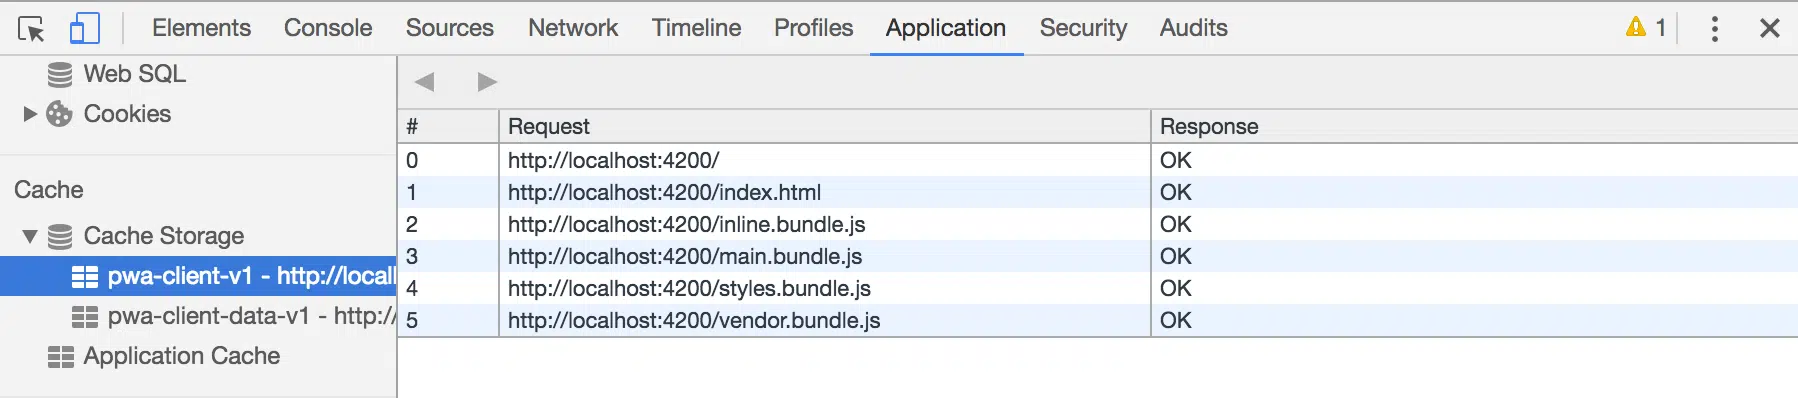 Elements Console Sources Network Timeline Profiles Application Security Audits 1
Web SQL
Cookies
Cache
Cache Storage
pwa-client-v1 - http://locall
pwa-client-data-v1 - http://
Application Cache
# Request Response
0 http://localhost:4200/ OK
1 http://localhost:4200/index.html OK
2 http://localhost:4200/inline.bundle.js OK
3 http://localhost:4200/main.bundle.js OK
4 http://localhost:4200/styles.bundle.js OK
5 http://localhost:4200/vendor.bundle.js OK